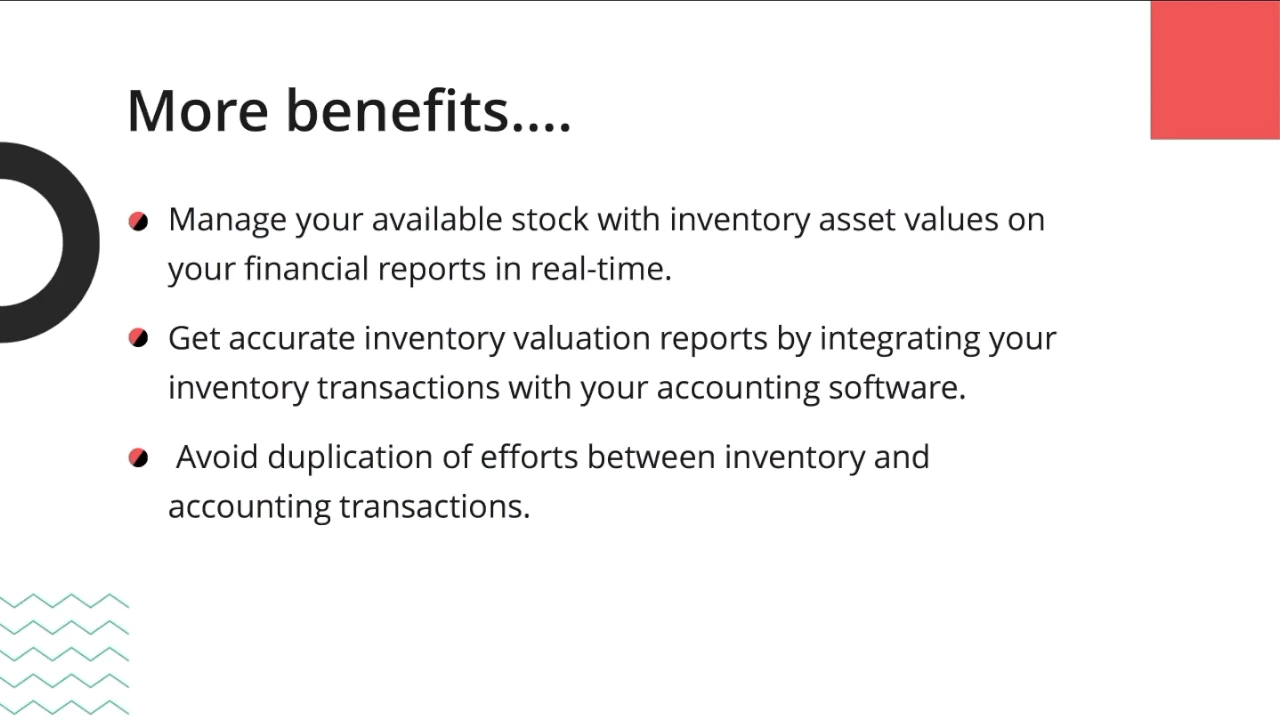 More benefits....
Manage your available stock with inventory asset values on
your financial reports in real-time.
Get accurate inventory valuation reports by integrating your
inventory transactions with your accounting software.
Avoid duplication of efforts between inventory and
accounting transactions.